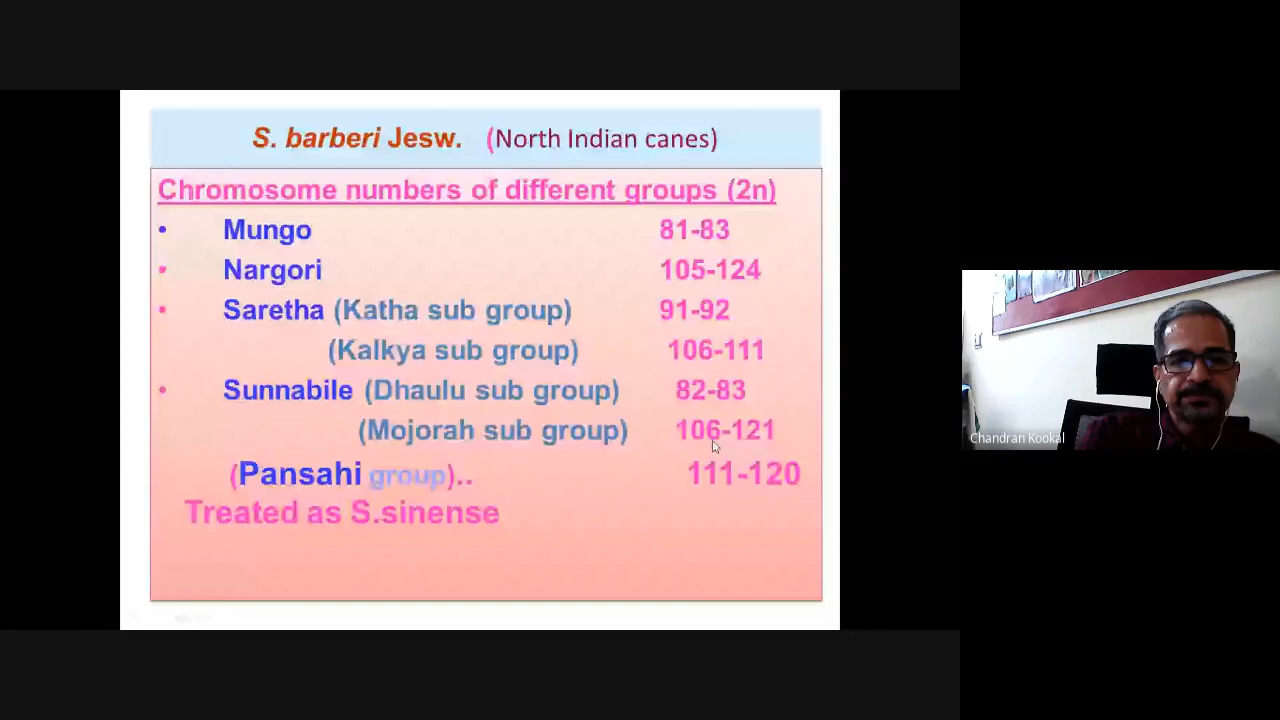 S. barberi Jesw. (North Indian canes)
Chromosome numbers of different groups (2n)
• Mungo 81-83
• Nargori 105-124
• Saretha (Katha sub group) 91-92
(Kalkya sub group) 106-111
• Sunnabile (Dhaulu sub group) 82-83
(Mojorah sub group) 106-121
(Pansahi group).. 111-120
Treated as S.sinense
Chandran Kookal